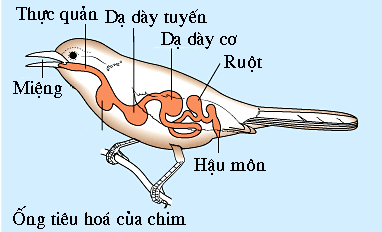 Thực quản
Dạ dày tuyến
Dạ dày cơ
Ruột
Miệng
Hậu môn
Ống tiêu hoá của chim